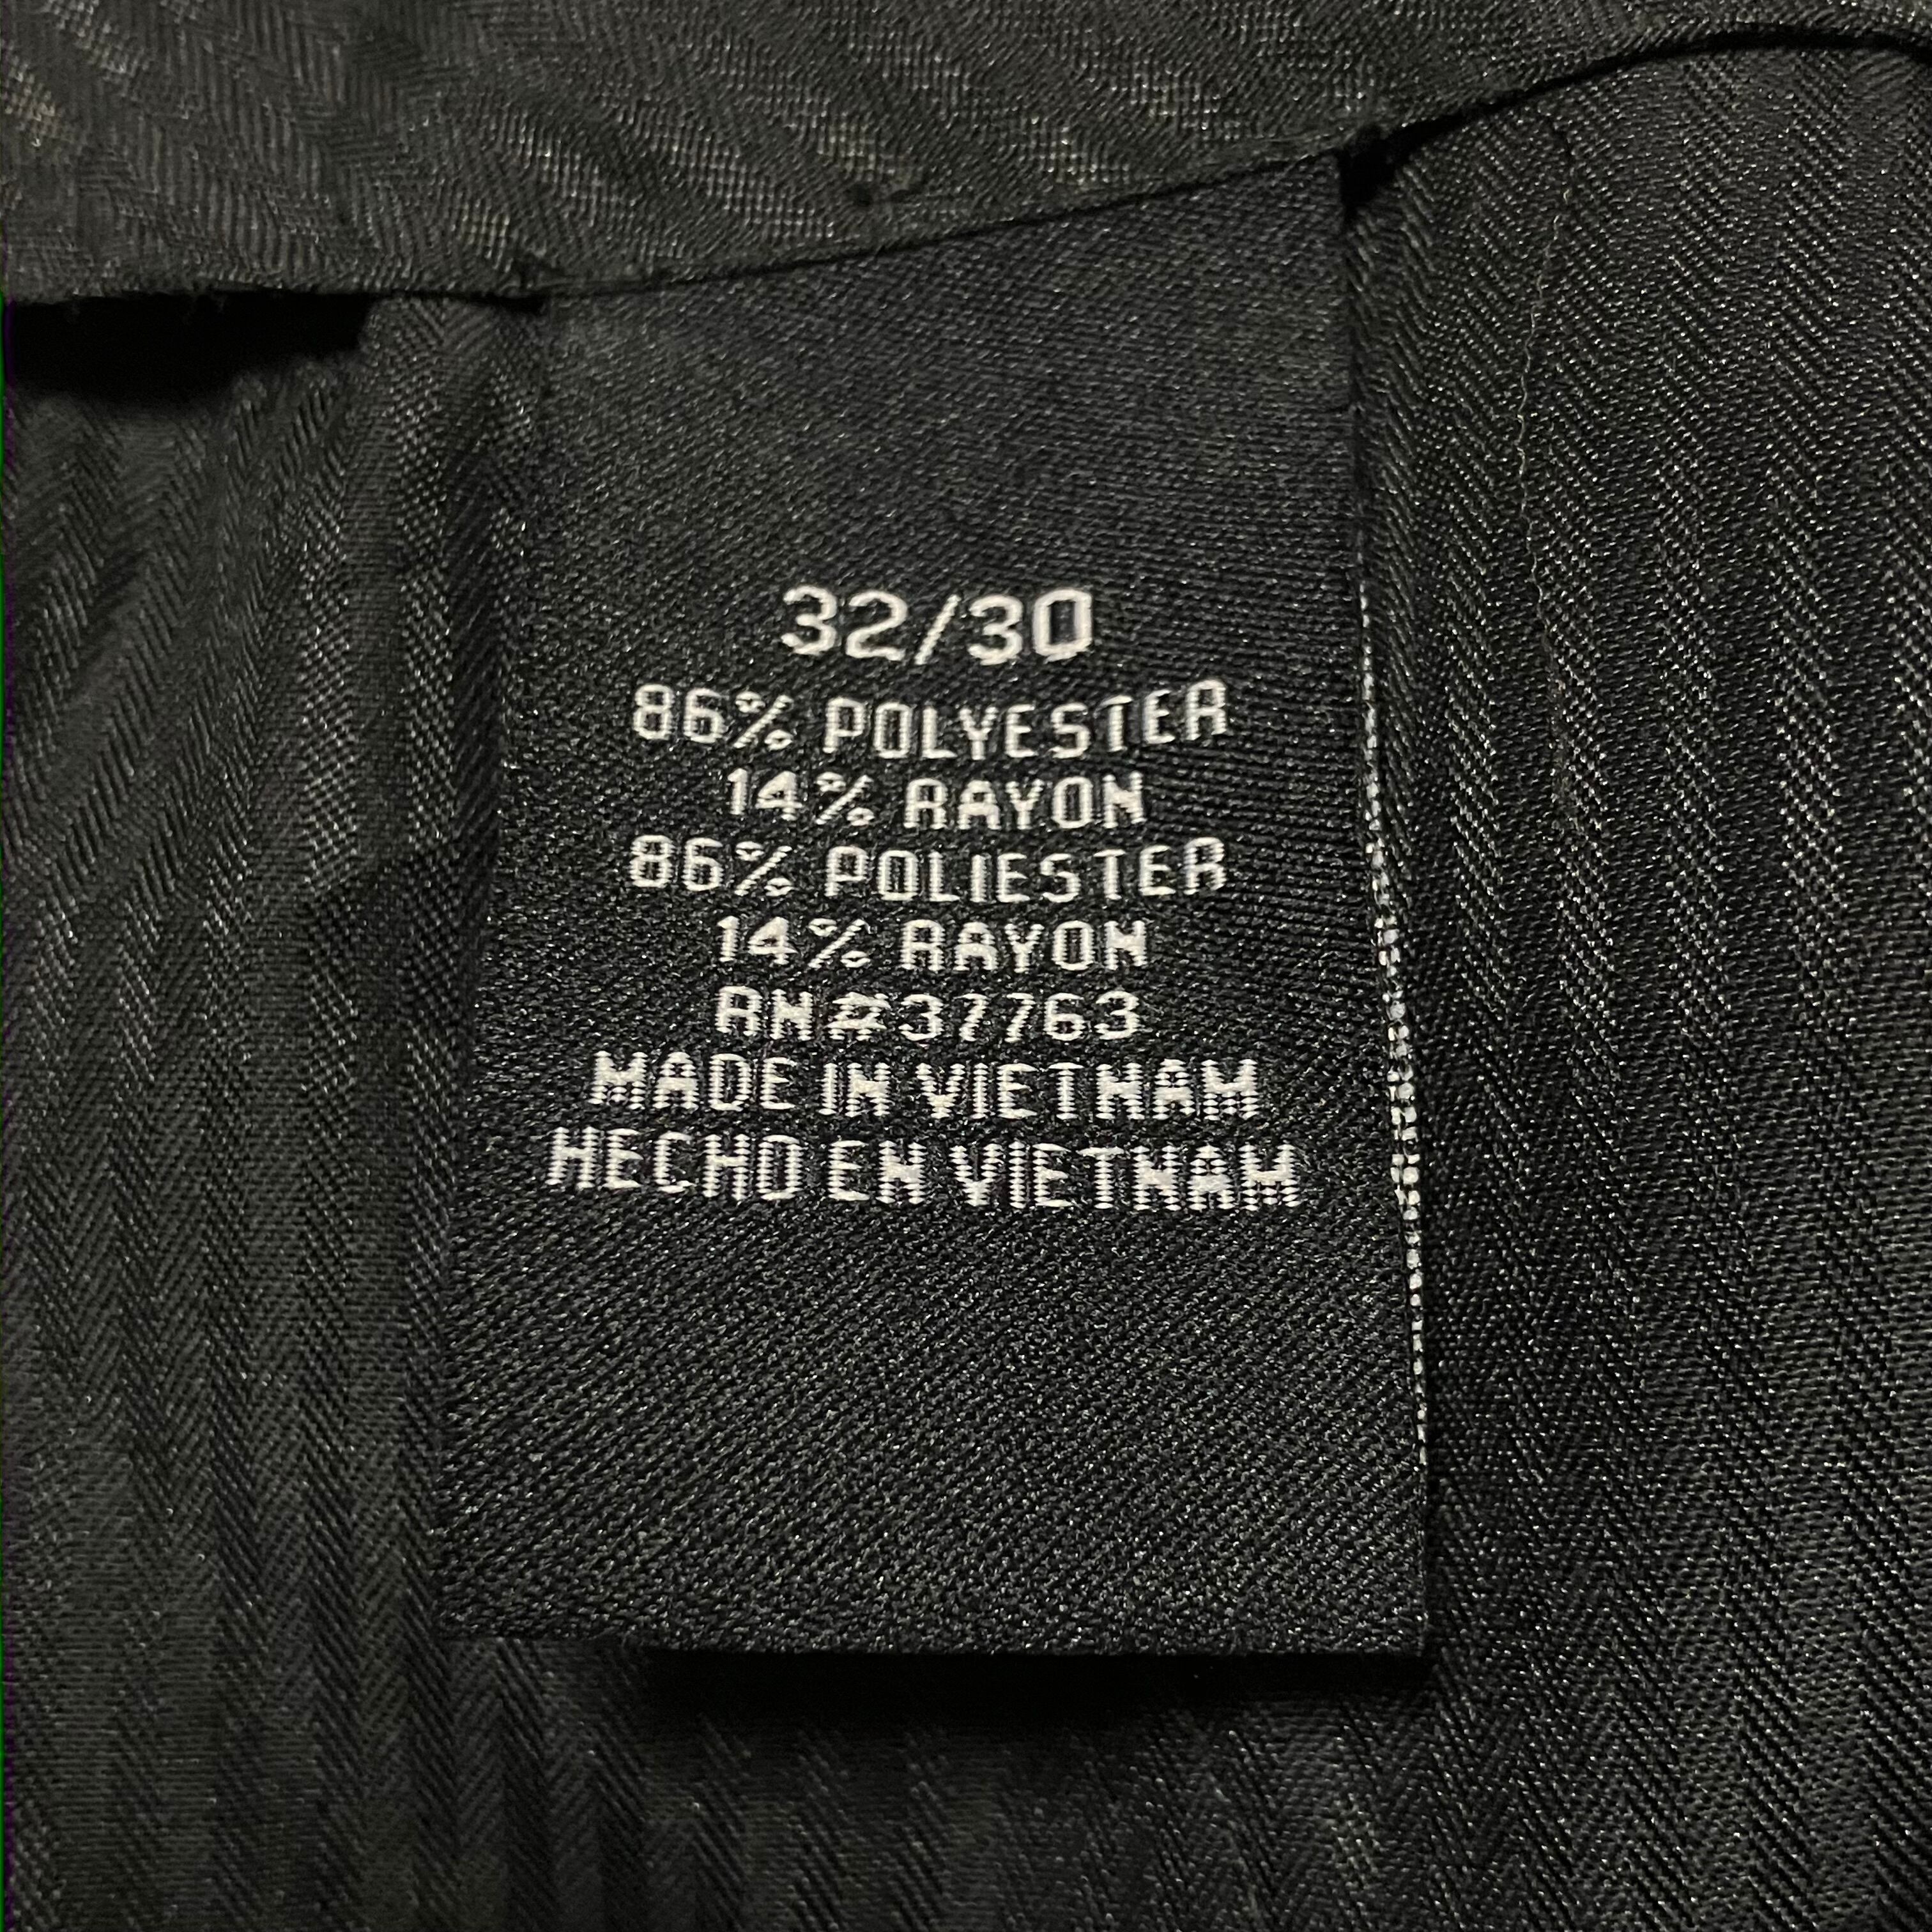 32/30
86% POLYESTER
14% RAYON
86% POLIESTER
14% RAYON
RN#37763
MADE IN VIETNAM
HECHO EN VIETNAM